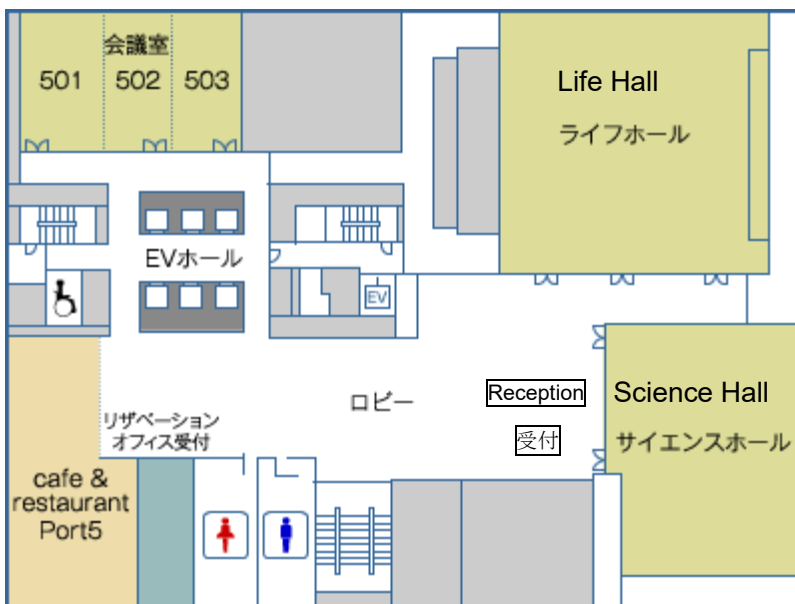 会議室
501
502
503
Life Hall
ライフホール
EVホール
EV
ロビー
Reception
受付
Science Hall
サイエンスホール
リザベーション
オフィス受付
cafe &
restaurant
Port5